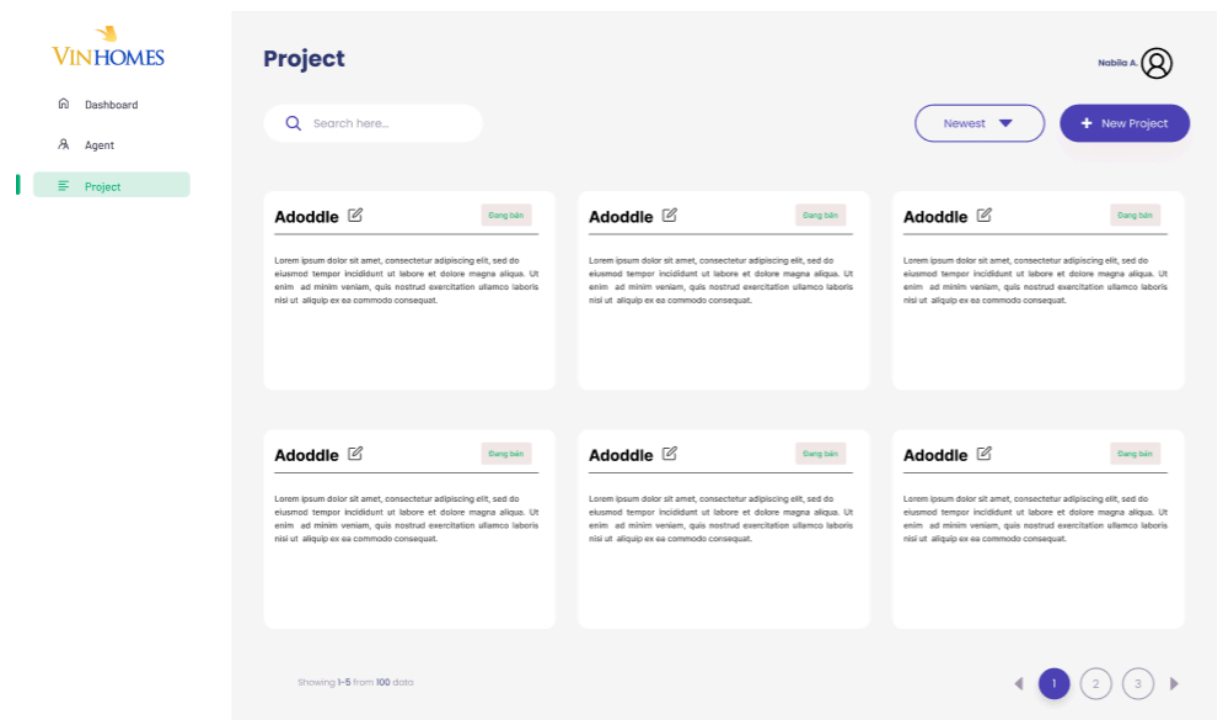 VINHOMES
Dashboard
Agent
Project
Project
Nabila A.
Search here...
Newest
+ New Project
Adoddle
Đang bán
Lorem ipsum dolor sit amet, consectetur adipiscing elit, sed do
eiusmod tempor incididunt ut labore et dolore magna aliqua. Ut
enim ad minim veniam, quis nostrud exercitation ullamco laboris
nisi ut aliquip ex ea commodo consequat.
Adoddle
Đang bán
Lorem ipsum dolor sit amet, consectetur adipiscing elit, sed do
eiusmod tempor incididunt ut labore et dolore magna aliqua. Ut
enim ad minim veniam, quis nostrud exercitation ullamco laboris
nisi ut aliquip ex ea commodo consequat.
Adoddle
Đang bán
Lorem ipsum dolor sit amet, consectetur adipiscing elit, sed do
eiusmod tempor incididunt ut labore et dolore magna aliqua. Ut
enim ad minim veniam, quis nostrud exercitation ullamco laboris
nisi ut aliquip ex ea commodo consequat.
Adoddle
Đang bán
Lorem ipsum dolor sit amet, consectetur adipiscing elit, sed do
eiusmod tempor incididunt ut labore et dolore magna aliqua. Ut
enim ad minim veniam, quis nostrud exercitation ullamco laboris
nisi ut aliquip ex ea commodo consequat.
Adoddle
Đang bán
Lorem ipsum dolor sit amet, consectetur adipiscing elit, sed do
eiusmod tempor incididunt ut labore et dolore magna aliqua. Ut
enim ad minim veniam, quis nostrud exercitation ullamco laboris
nisi ut aliquip ex ea commodo consequat.
Adoddle
Đang bán
Lorem ipsum dolor sit amet, consectetur adipiscing elit, sed do
eiusmod tempor incididunt ut labore et dolore magna aliqua. Ut
enim ad minim veniam, quis nostrud exercitation ullamco laboris
nisi ut aliquip ex ea commodo consequat.
Showing 1-5 from 100 data
1 2 3